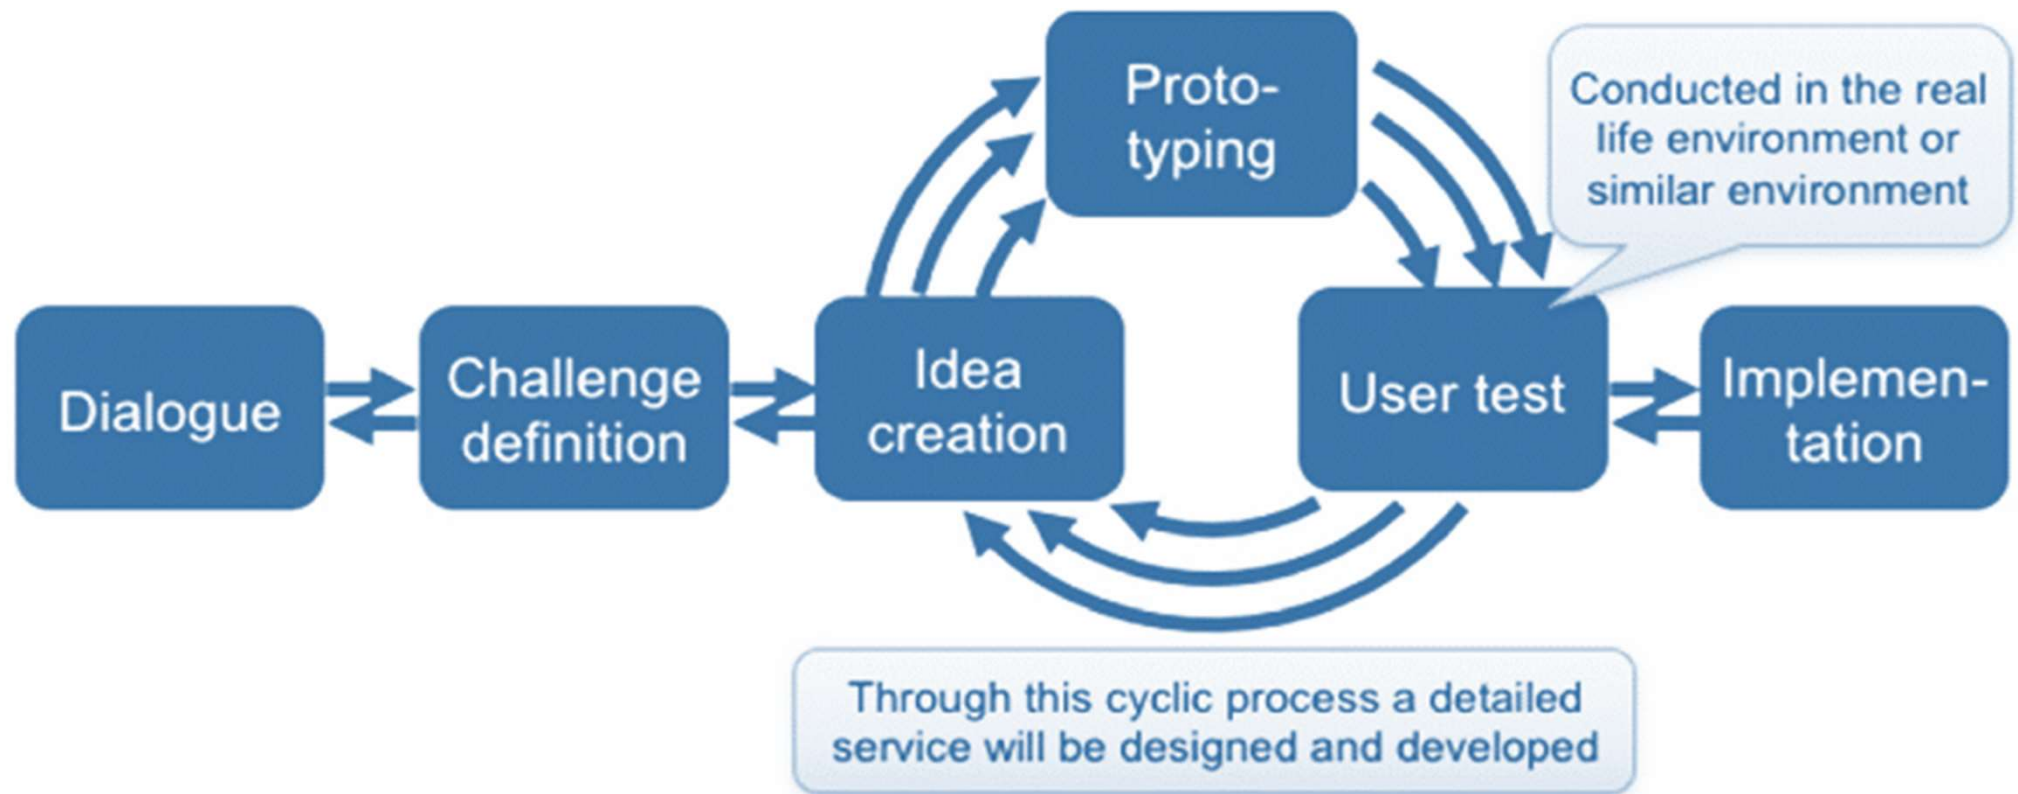 Proto-
typing
Conducted in the real
life environment or
similar environment
Dialogue
Challenge
definition
Idea
creation
User test
Implemen-
tation
Through this cyclic process a detailed
service will be designed and developed